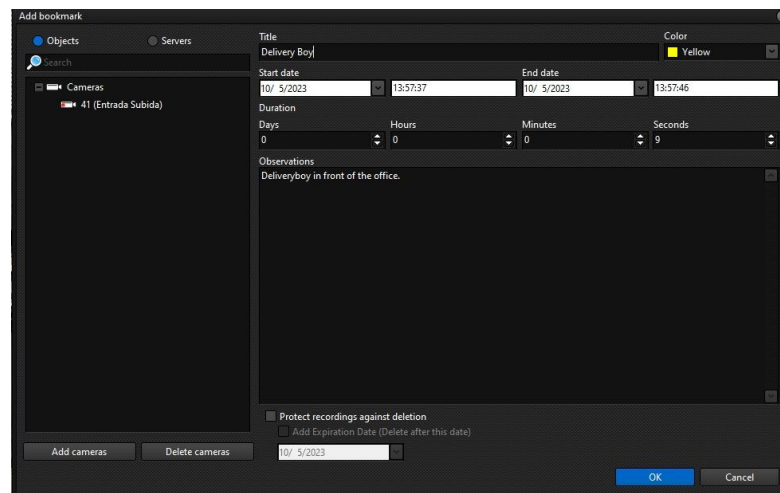 Add bookmark
Objects Servers
Search
Cameras
41 (Entrada Subida)
Add cameras Delete cameras
Title Color
Delivery Boy Yellow
Start date End date
10/ 5/2023 13:57:37 10/ 5/2023 13:57:46
Duration
Days Hours Minutes Seconds
0 0 0 9
Observations
Deliveryboy in front of the office.
Protect recordings against deletion
Add Expiration Date (Delete after this date)
10/ 5/2023
OK Cancel